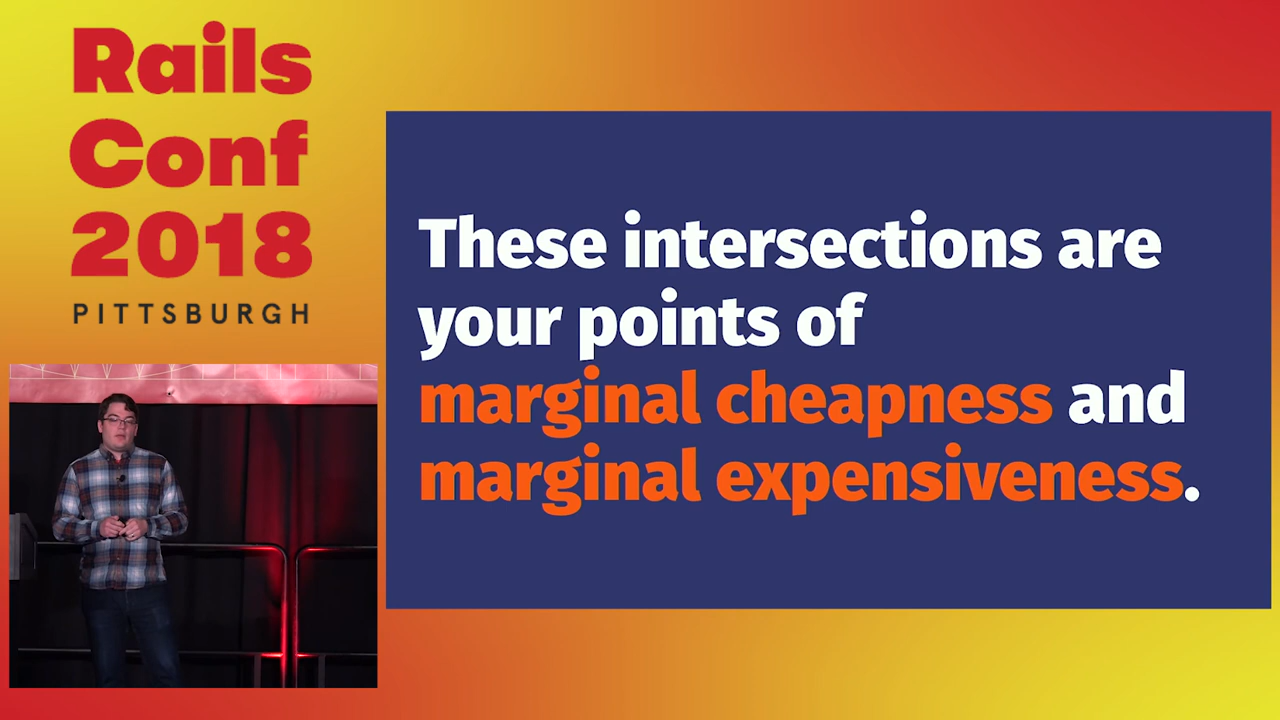 Rails
Conf
2018
PITTSBURGH
These intersections are
your points of
marginal cheapness and
marginal expensiveness.